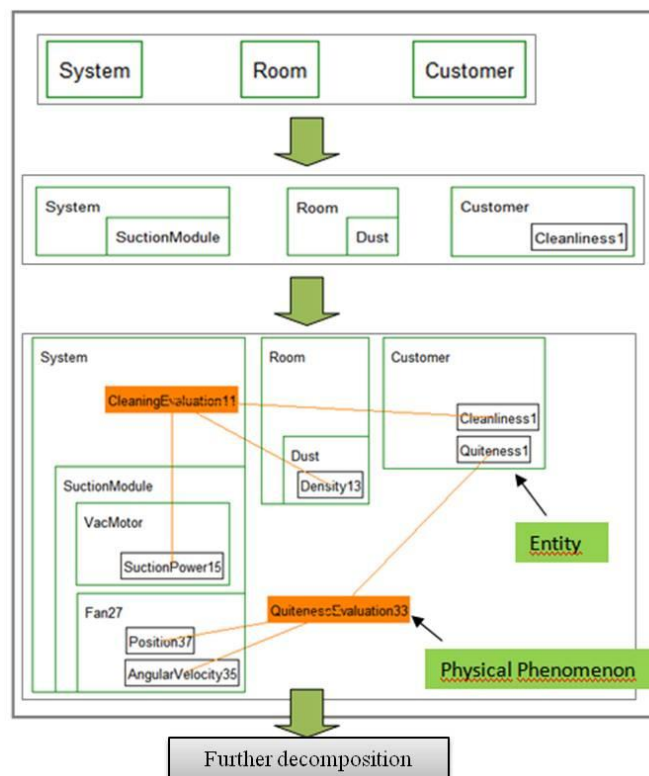 System Room Customer
System Room Customer
SuctionModule Dust Cleanliness1
System Room Customer
CleaningEvaluation11
Cleanliness1
Quiteness1
Dust
SuctionModule
Density13
VacMotor
Entity
SuctionPower15
Fan27
QuitenessEvaluation33
Position37
AngularVelocity35
Physical Phenomenon
Further decomposition